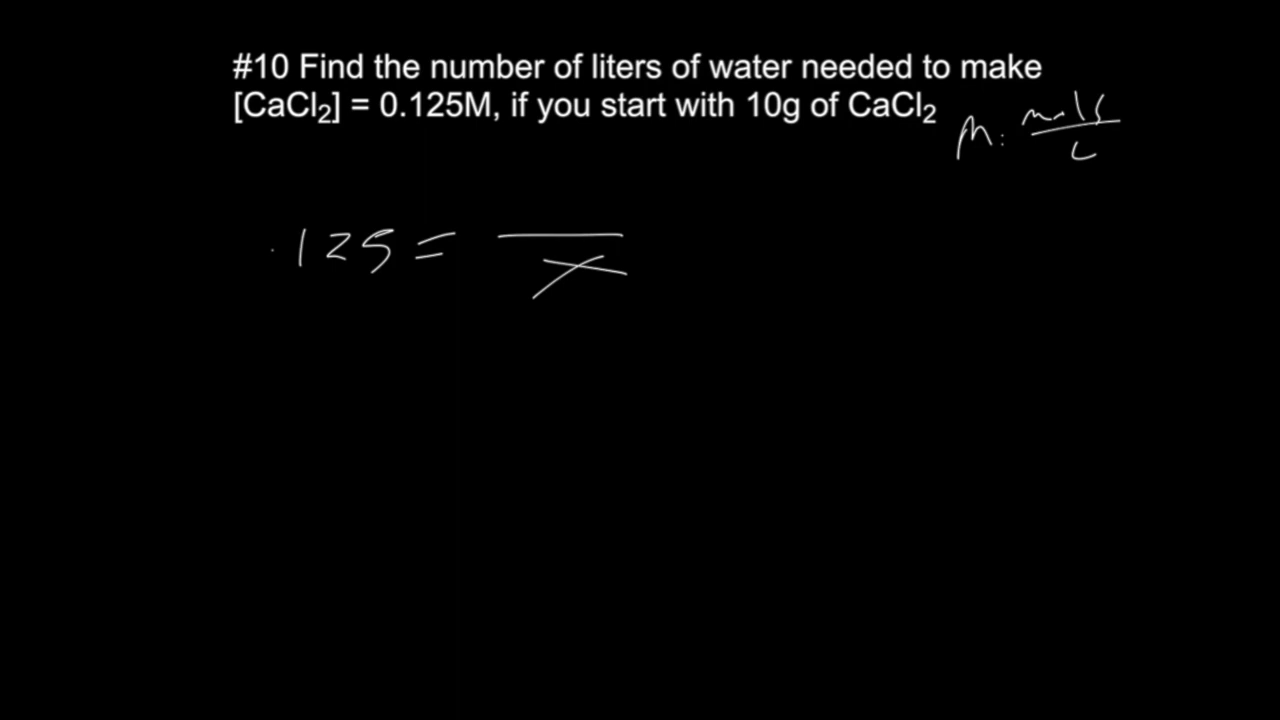 #10 Find the number of liters of water needed to make
[CaCl₂] = 0.125M, if you start with 10g of CaCl₂
M: mols
L
.125 =
x